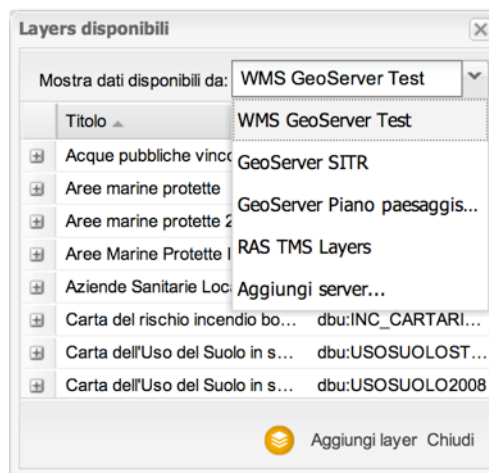 Layers disponibili
Mostra dati disponibili da: WMS GeoServer Test
Titolo
WMS GeoServer Test
GeoServer SITR
GeoServer Piano paesaggis...
RAS TMS Layers
Aggiungi server...
Acque pubbliche
Aree marine protette
Aree marine protette 2
Aree Marine Protette
Aziende Sanitarie
Carta del rischio incendio bo... dbu:INC_CARTARI...
Carta dell'Uso del Suolo in s... dbu:USOSUOLOST...
Carta dell'Uso del Suolo in s... dbu:USOSUOLO2008
Aggiungi layer Chiudi